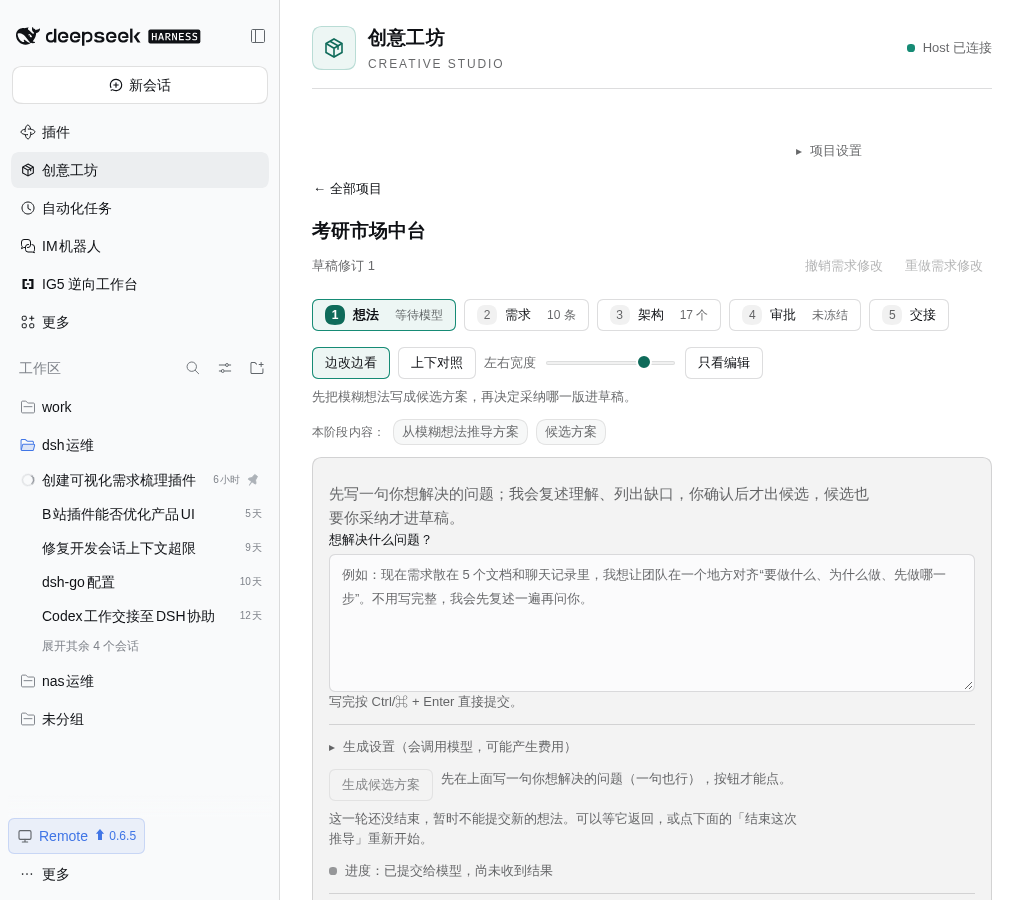 deepseek HARNESS
新会话
插件
创意工坊
自动化任务
IM机器人
IG5 逆向工作台
更多
工作区
work
dsh运维
创建可视化需求梳理插件 6小时
B站插件能否优化产品UI 5天
修复开发会话上下文超限 9天
dsh-go配置 10天
Codex工作交接至DSH协助 12天
展开其余 4 个会话
nas运维
未分组
Remote 0.6.5
更多
创意工坊
CREATIVE STUDIO
Host 已连接
项目设置
← 全部项目
考研市场中台
草稿修订 1
撤销需求修改 重做需求修改
1 想法 等待模型 2 需求 10 条 3 架构 17 个 4 审批 未冻结 5 交接
边改边看 上下对照 左右宽度 只看编辑
先把模糊想法写成候选方案，再决定采纳哪一版进草稿。
本阶段内容： 从模糊想法推导方案 候选方案
先写一句你想解决的问题；我会复述理解、列出缺口，你确认后才出候选，候选也
要你采纳才进草稿。
想解决什么问题？
例如：现在需求散在 5 个文档和聊天记录里，我想让团队在一个地方对齐“要做什么、为什么做、先做哪一
步”。不用写完整，我会先复述一遍再问你。
写完按 Ctrl/⌘ + Enter 直接提交。
生成设置（会调用模型，可能产生费用）
生成候选方案 先在上面写一句你想解决的问题（一句也行），按钮才能点。
这一轮还没结束，暂时不能提交新的想法。可以等它返回，或点下面的「结束这次
推导」重新开始。
进度：已提交给模型，尚未收到结果